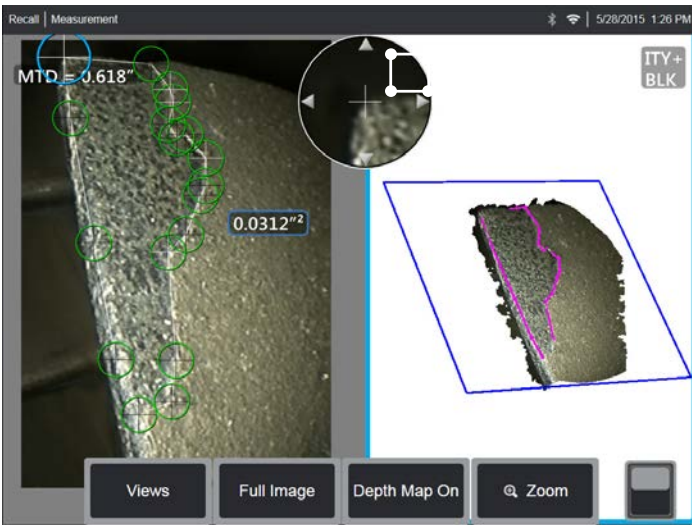 Recall | Measurement
5/28/2015 1:26 PM
MTD = 0.618"
ITY+
BLK
0.0312"²
Views
Full Image
Depth Map On
Zoom